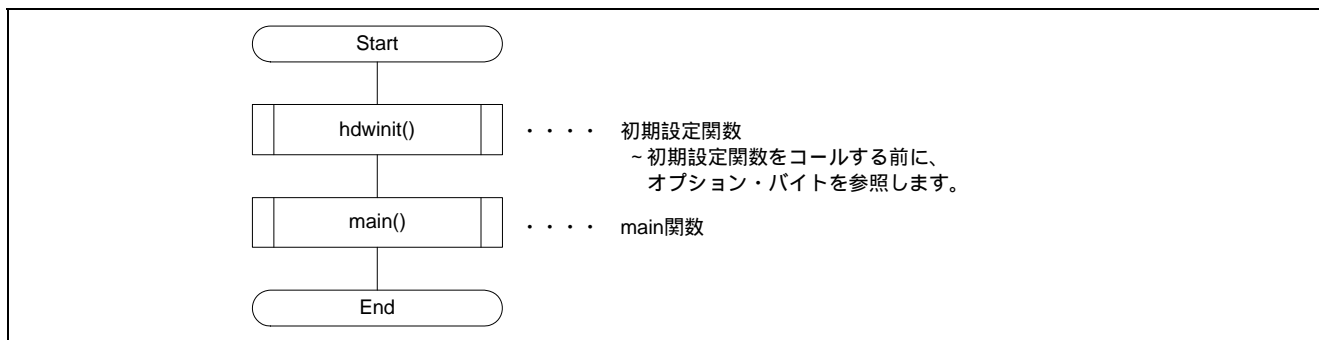 Start
hdwinit() ・・・・ 初期設定関数
~ 初期設定関数をコールする前に、
オプション・バイトを参照します。
main() ・・・・ main関数
End